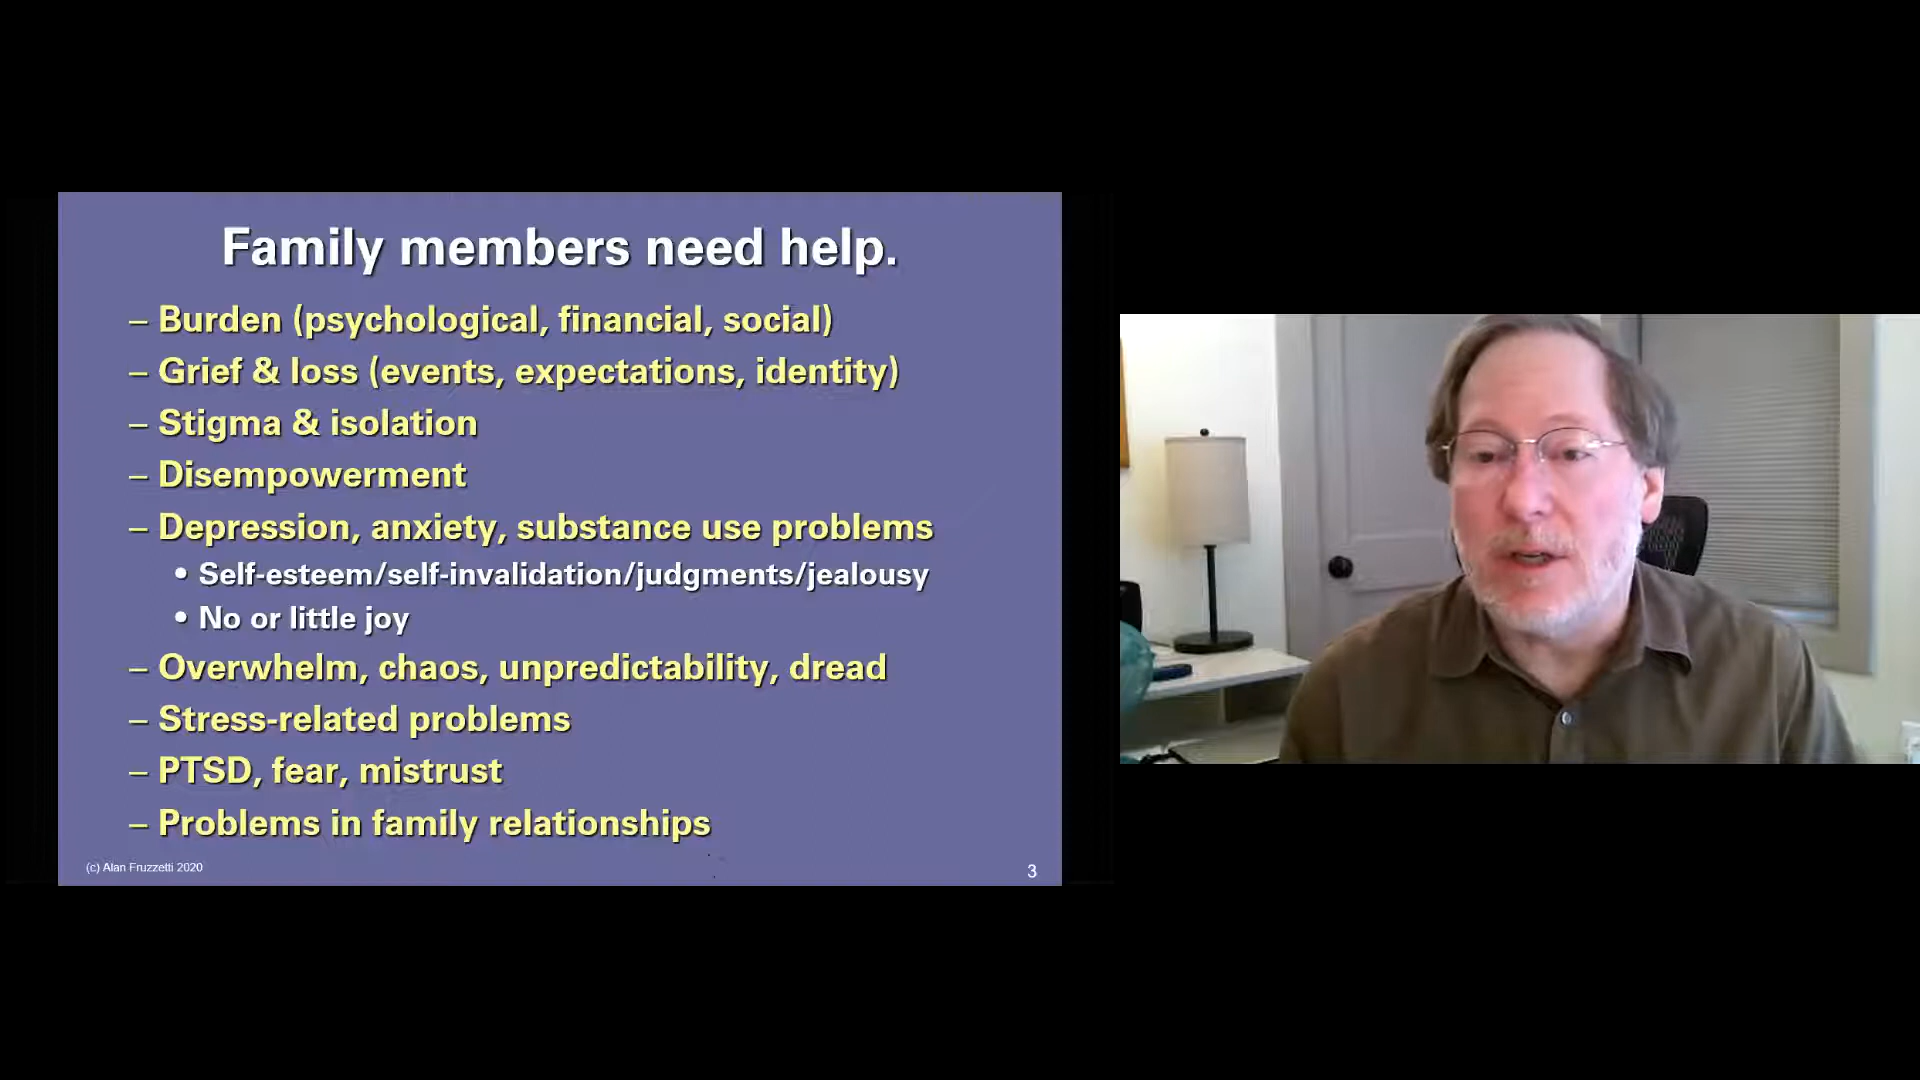 Family members need help.
– Burden (psychological, financial, social)
– Grief & loss (events, expectations, identity)
– Stigma & isolation
– Disempowerment
– Depression, anxiety, substance use problems
• Self-esteem/self-invalidation/judgments/jealousy
• No or little joy
– Overwhelm, chaos, unpredictability, dread
– Stress-related problems
– PTSD, fear, mistrust
– Problems in family relationships
(c) Alan Fruzzetti 2020
3